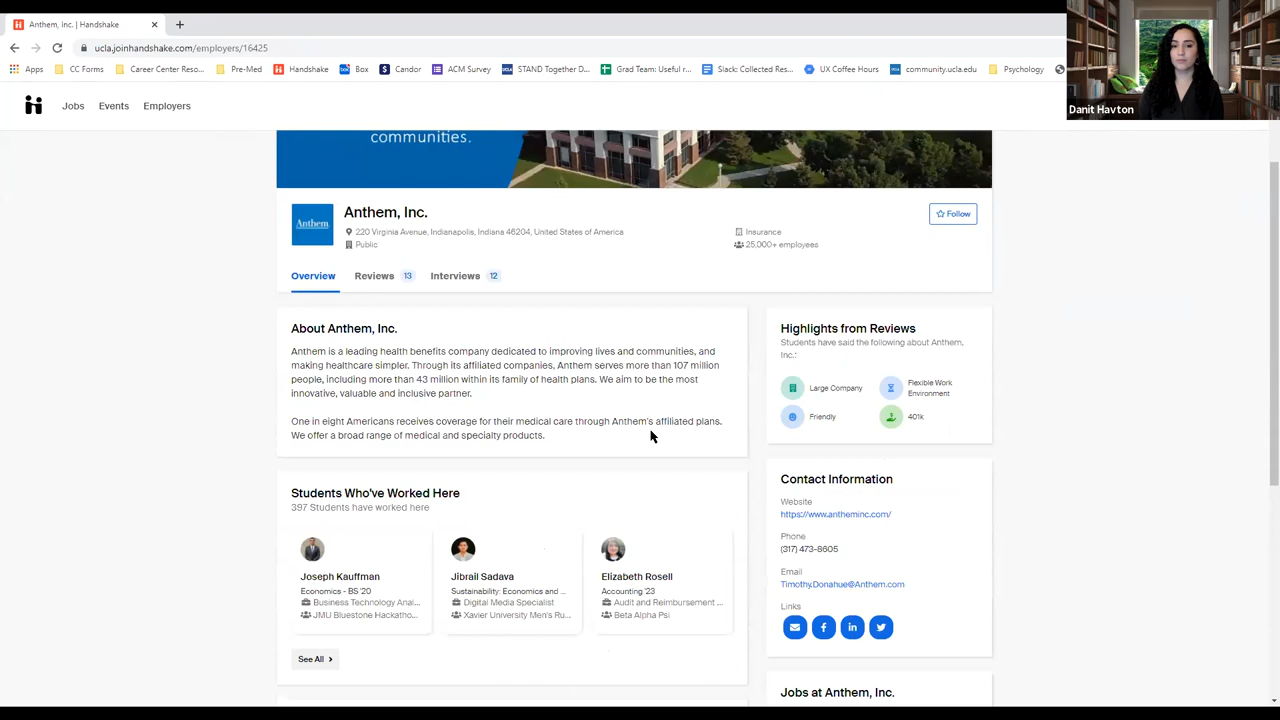 Anthem, Inc. | Handshake
ucla.joinhandshake.com/employers/16425
Apps CC Forms Career Center Reso... Pre-Med Handshake Box Candor ACM Survey STAND Together D... Grad Team: Useful r... Slack: Collected Res... UX Coffee Hours community.ucla.edu Psychology
Danit Havton
Jobs Events Employers
communities.
Anthem
Anthem, Inc.
Follow
220 Virginia Avenue, Indianapolis, Indiana 46204, United States of America
Insurance
Public
25,000+ employees
Overview Reviews 13 Interviews 12
About Anthem, Inc.
Anthem is a leading health benefits company dedicated to improving lives and communities, and
making healthcare simpler. Through its affiliated companies, Anthem serves more than 107 million
people, including more than 43 million within its family of health plans. We aim to be the most
innovative, valuable and inclusive partner.
One in eight Americans receives coverage for their medical care through Anthem's affiliated plans.
We offer a broad range of medical and specialty products.
Highlights from Reviews
Students have said the following about Anthem,
Inc.:
Large Company
Flexible Work
Environment
Friendly
401k
Students Who've Worked Here
397 Students have worked here
Joseph Kauffman
Economics - BS '20
Business Technology Anal...
JMU Bluestone Hackatho...
Jibrail Sadava
Sustainability: Economics and ...
Digital Media Specialist
Xavier University Men's Ru...
Elizabeth Rosell
Accounting '23
Audit and Reimbursement ...
Beta Alpha Psi
See All
Contact Information
Website
https://www.antheminc.com/
Phone
(317) 473-8605
Email
Timothy.Donahue@Anthem.com
Links
Jobs at Anthem, Inc.